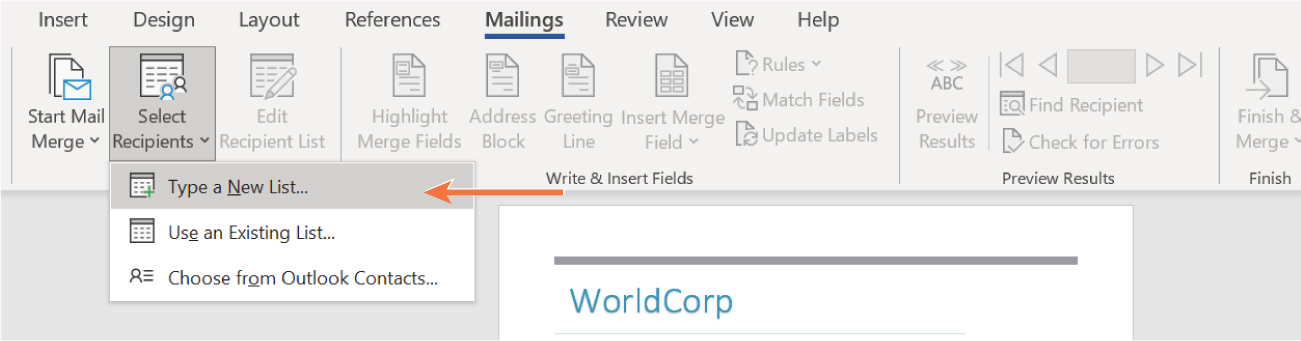 Insert Design Layout References Mailings Review View Help
Start Mail Merge
Select Recipients
Edit Recipient List
Highlight Merge Fields
Address Block
Greeting Line
Insert Merge Field
Rules
Match Fields
Update Labels
Write & Insert Fields
ABC
Preview Results
Find Recipient
Check for Errors
Preview Results
Finish & Merge
Finish
Type a New List...
Use an Existing List...
Choose from Outlook Contacts...
WorldCorp